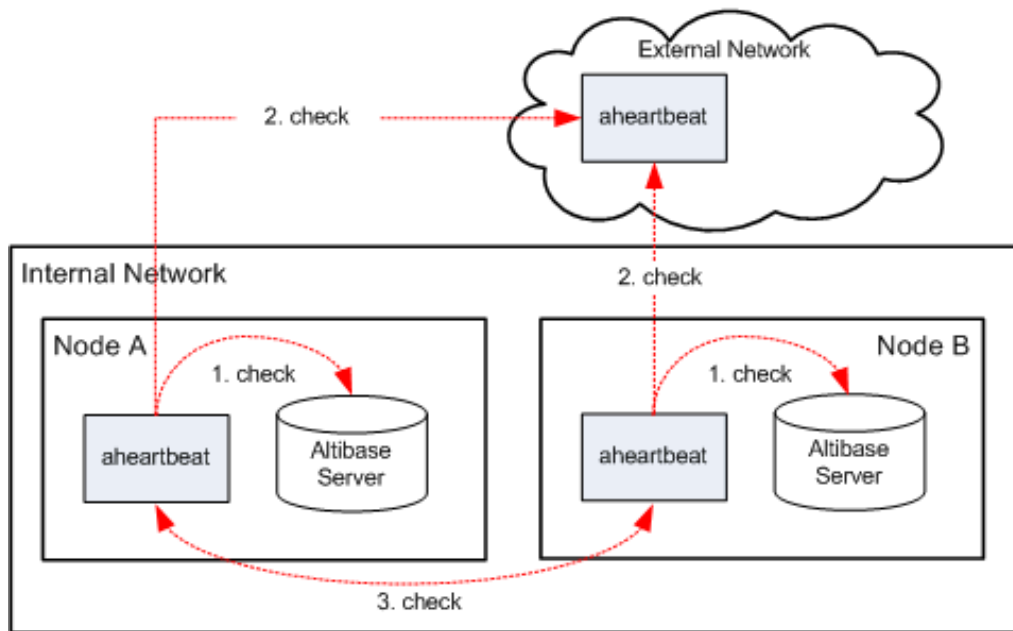 External Network
aheartbeat
2. check
Internal Network
2. check
Node A
Node B
1. check
1. check
aheartbeat
Altibase
Server
aheartbeat
Altibase
Server
3. check